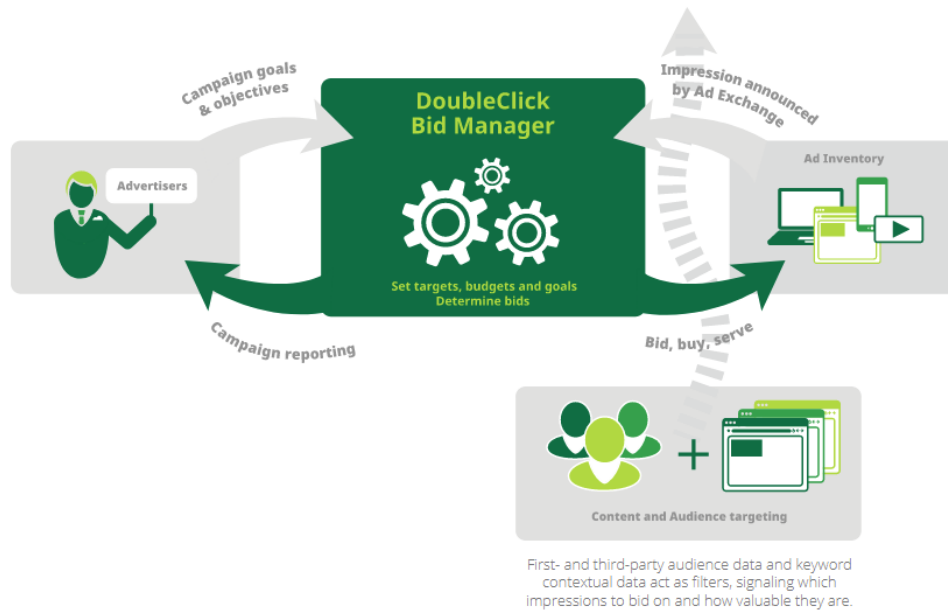 Campaign goals
& objectives
DoubleClick
Bid Manager
Impression announced
by Ad Exchange
Advertisers
Ad Inventory
Set targets, budgets and goals
Determine bids
Campaign reporting
Bid, buy, serve
Content and Audience targeting
First- and third-party audience data and keyword
contextual data act as filters, signaling which
impressions to bid on and how valuable they are.